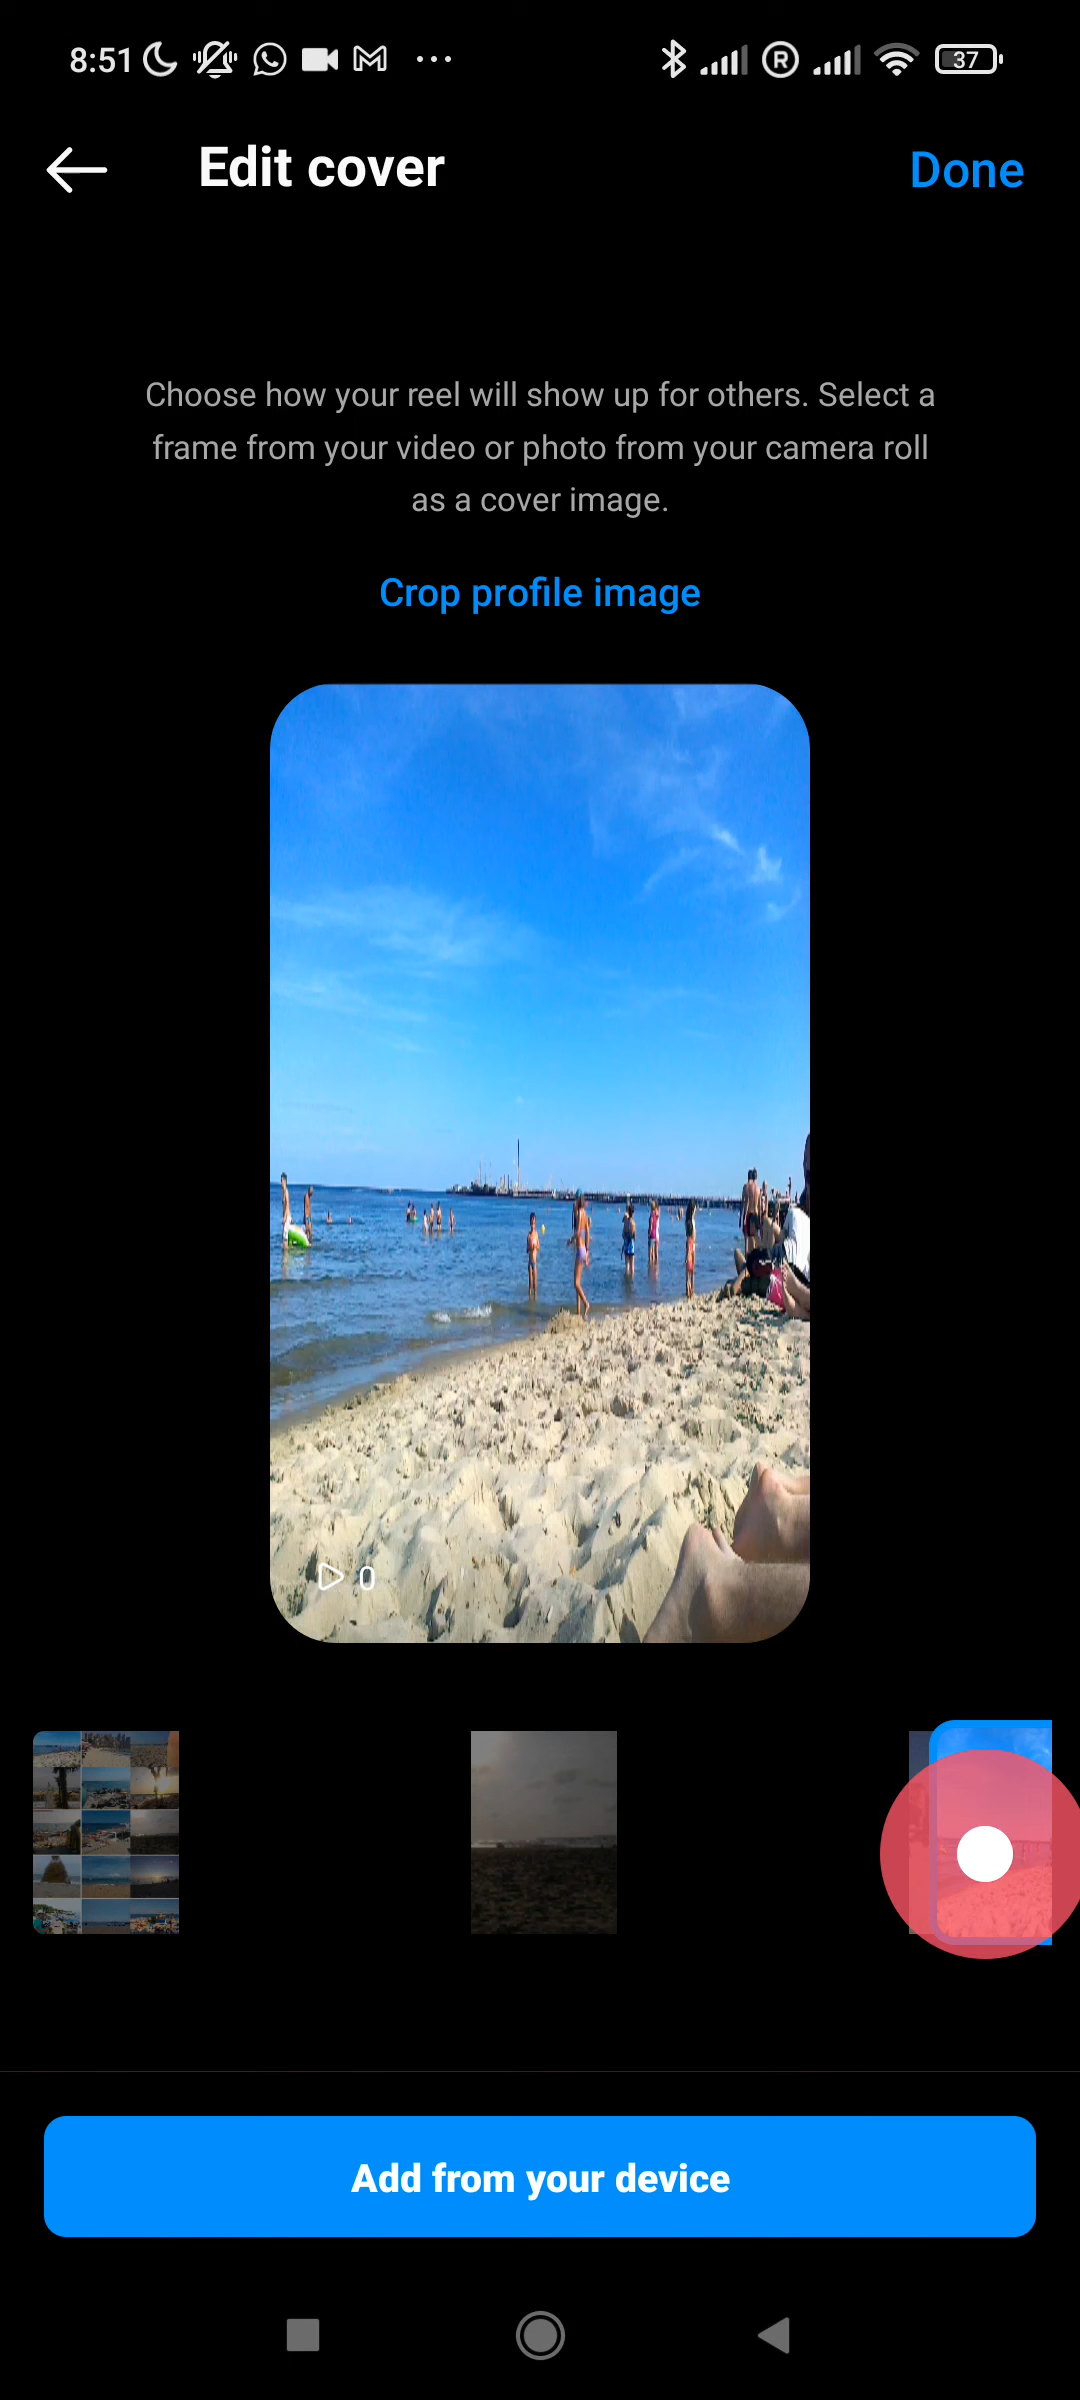 8:51
R
37
Edit cover
Done
Choose how your reel will show up for others. Select a
frame from your video or photo from your camera roll
as a cover image.
Crop profile image
0
Add from your device